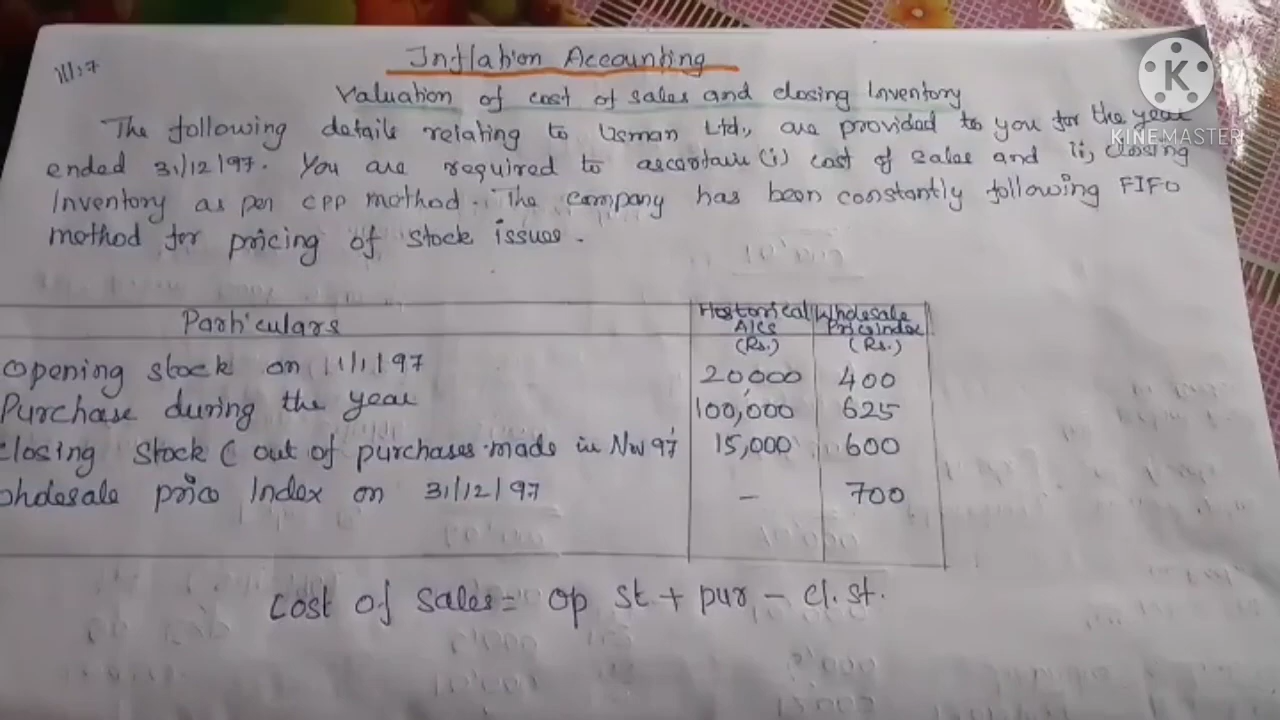 Ill:7
Inflation Accounting
Valuation of cost of sales and closing Inventory
The following details relating to Usman Ltd., are provided to you for the year
ended 31/12/97. You are required to ascertain (i) cost of sales and ii, closing
Inventory as per CPP method. The company has been constantly following FIFO
method for pricing of stock issues.
Particulars Historical A/cs (Rs.) Wholesale Price Index (Rs.)
Opening stock on 1/1/97 20,000 400
Purchase during the year 100,000 625
closing stock ( out of purchases made in Nov 97 15,000 600
oholesale price Index on 31/12/97 - 700
Cost of Sales = op st + pur - cl. st.
K
KINEMASTER